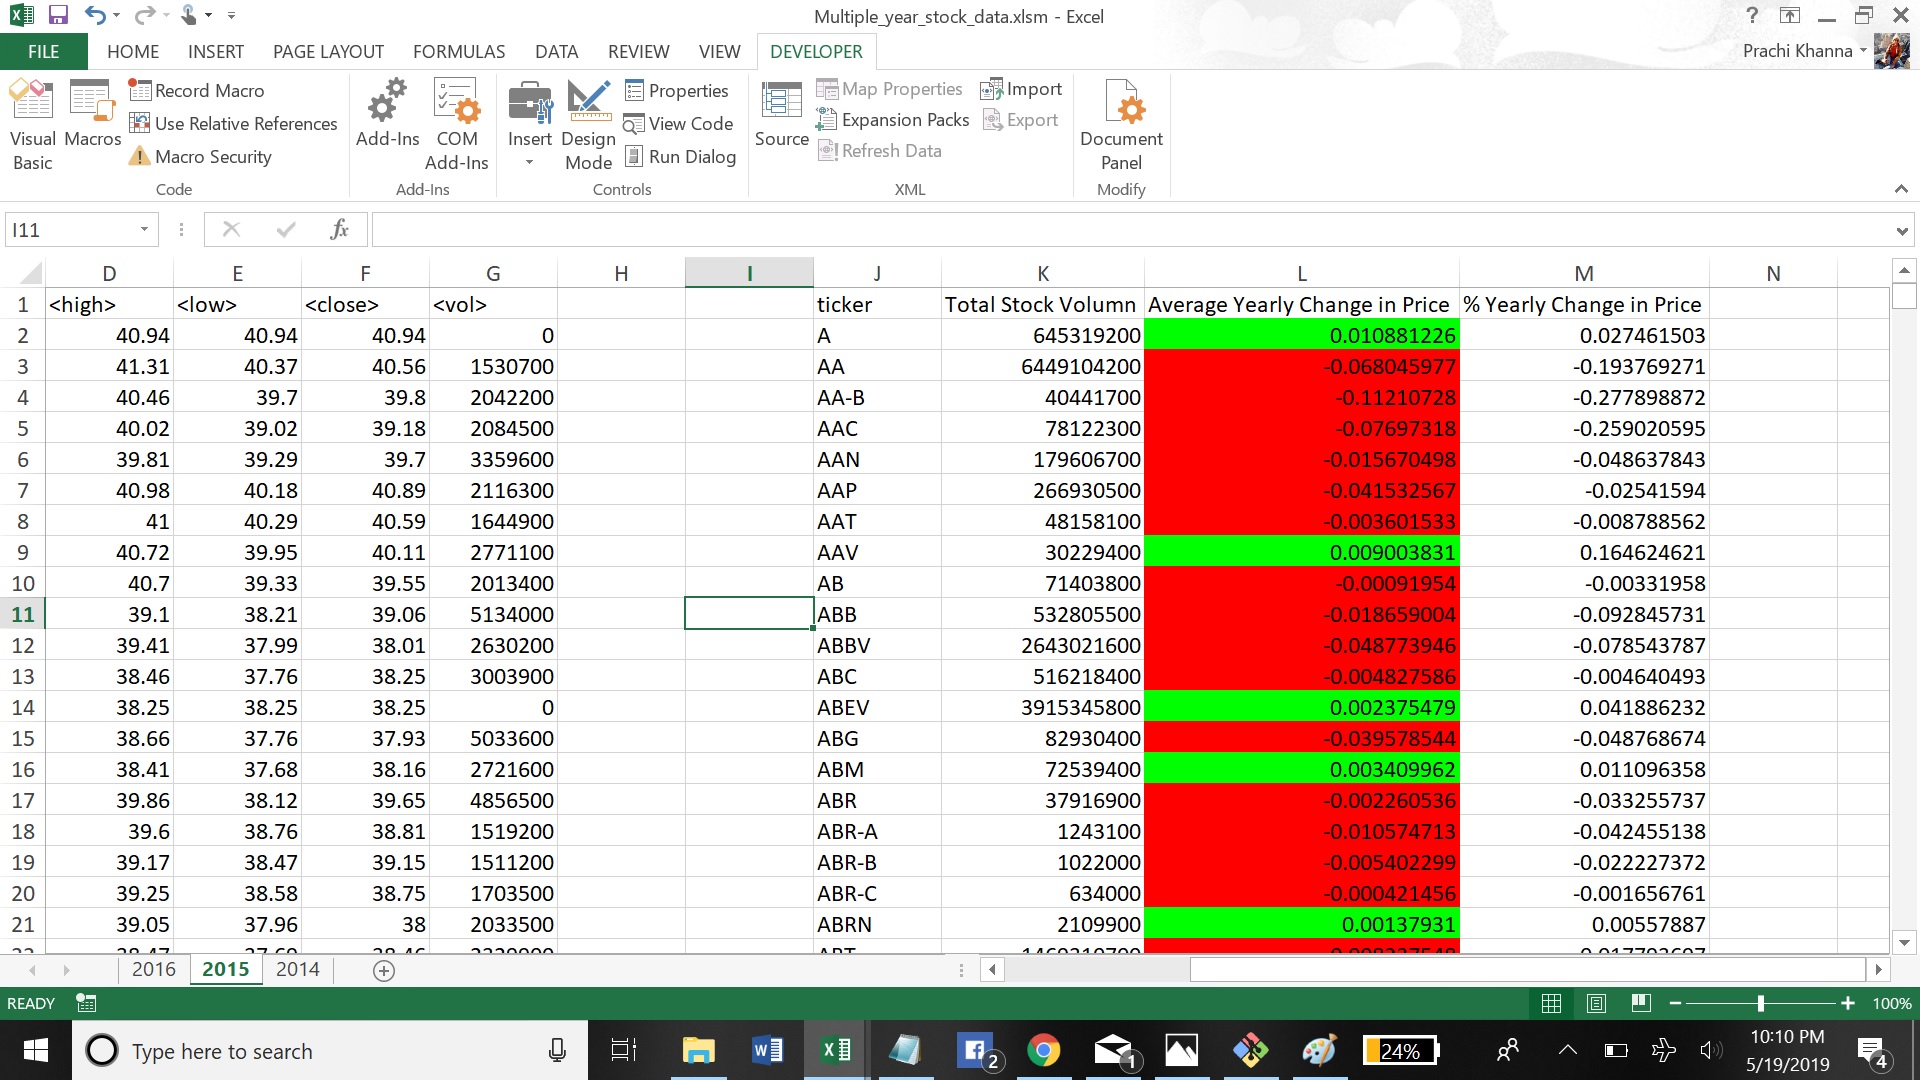 Multiple_year_stock_data.xlsm - Excel
?
FILE HOME INSERT PAGE LAYOUT FORMULAS DATA REVIEW VIEW DEVELOPER Prachi Khanna
Visual Basic
Macros
Record Macro
Use Relative References
Macro Security
Code
Add-Ins
COM Add-Ins
Add-Ins
Insert
Design Mode
Properties
View Code
Run Dialog
Controls
Source
Map Properties
Expansion Packs
Refresh Data
Import
Export
XML
Document Panel
Modify
I11 fx
D E F G H I J K L M N
1 <high> <low> <close> <vol> ticker Total Stock Volumn Average Yearly Change in Price % Yearly Change in Price
2 40.94 40.94 40.94 0 A 645319200 0.010881226 0.027461503
3 41.31 40.37 40.56 1530700 AA 6449104200 -0.068045977 -0.193769271
4 40.46 39.7 39.8 2042200 AA-B 40441700 -0.11210728 -0.277898872
5 40.02 39.02 39.18 2084500 AAC 78122300 -0.07697318 -0.259020595
6 39.81 39.29 39.7 3359600 AAN 179606700 -0.015670498 -0.048637843
7 40.98 40.18 40.89 2116300 AAP 266930500 -0.041532567 -0.02541594
8 41 40.29 40.59 1644900 AAT 48158100 -0.003601533 -0.008788562
9 40.72 39.95 40.11 2771100 AAV 30229400 0.009003831 0.164624621
10 40.7 39.33 39.55 2013400 AB 71403800 -0.00091954 -0.00331958
11 39.1 38.21 39.06 5134000 ABB 532805500 -0.018659004 -0.092845731
12 39.41 37.99 38.01 2630200 ABBV 2643021600 -0.048773946 -0.078543787
13 38.46 37.76 38.25 3003900 ABC 516218400 -0.004827586 -0.004640493
14 38.25 38.25 38.25 0 ABEV 3915345800 0.002375479 0.041886232
15 38.66 37.76 37.93 5033600 ABG 82930400 -0.039578544 -0.048768674
16 38.41 37.68 38.16 2721600 ABM 72539400 0.003409962 0.011096358
17 39.86 38.12 39.65 4856500 ABR 37916900 -0.002260536 -0.033255737
18 39.6 38.76 38.81 1519200 ABR-A 1243100 -0.010574713 -0.042455138
19 39.17 38.47 39.15 1511200 ABR-B 1022000 -0.005402299 -0.022227372
20 39.25 38.58 38.75 1703500 ABR-C 634000 -0.000421456 -0.001656761
21 39.05 37.96 38 2033500 ABRN 2109900 0.00137931 0.00557887
2016 2015 2014
READY 100%
Type here to search
2
1
24%
10:10 PM
5/19/2019
4